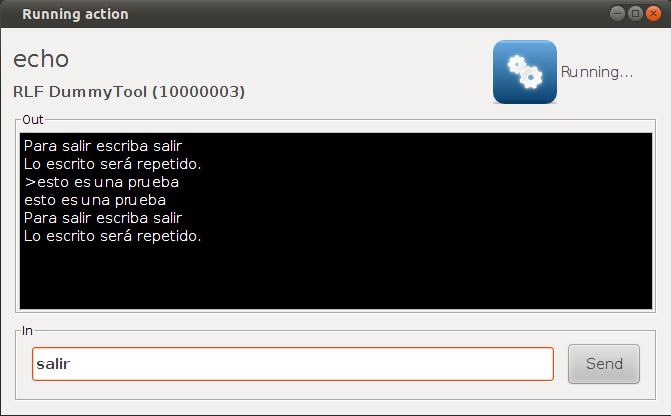 Running action
echo
Running...
RLF DummyTool (10000003)
Out
Para salir escriba salir
Lo escrito será repetido.
>esto es una prueba
esto es una prueba
Para salir escriba salir
Lo escrito será repetido.
In
salir
Send